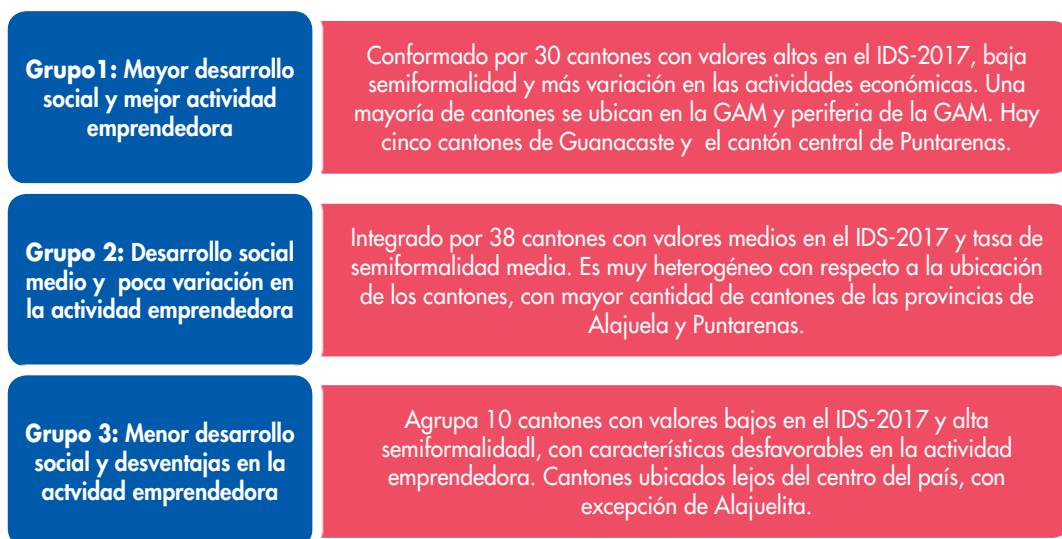 Grupo1: Mayor desarrollo
social y mejor actividad
emprendedora
Conformado por 30 cantones con valores altos en el IDS-2017, baja
semiformalidad y más variación en las actividades económicas. Una
mayoría de cantones se ubican en la GAM y periferia de la GAM. Hay
cinco cantones de Guanacaste y el cantón central de Puntarenas.
Grupo 2: Desarrollo social
medio y poca variación en
la actividad emprendedora
Integrado por 38 cantones con valores medios en el IDS-2017 y tasa de
semiformalidad media. Es muy heterogéneo con respecto a la ubicación
de los cantones, con mayor cantidad de cantones de las provincias de
Alajuela y Puntarenas.
Grupo 3: Menor desarrollo
social y desventajas en la
actvidad emprendedora
Agrupa 10 cantones con valores bajos en el IDS-2017 y alta
semiformalidadl, con características desfavorables en la actividad
emprendedora. Cantones ubicados lejos del centro del país, con
excepción de Alajuelita.